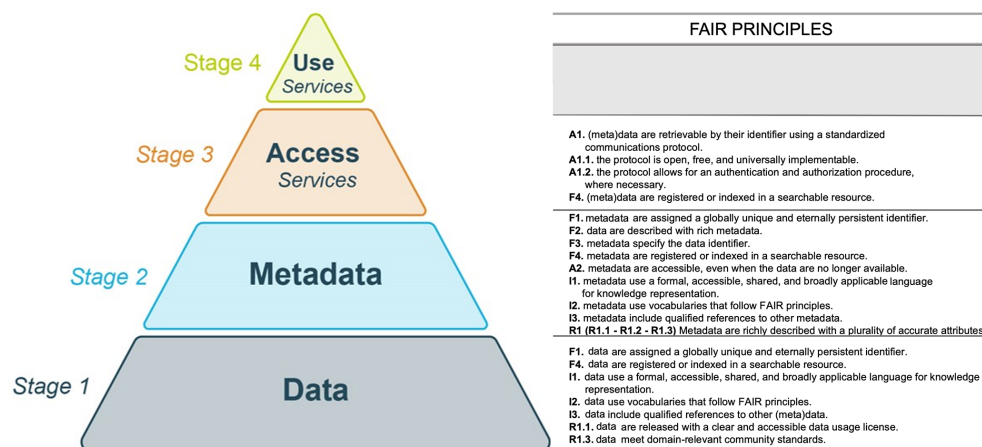 Stage 4
Use
Services
Stage 3
Access
Services
Stage 2
Metadata
Stage 1
Data
FAIR PRINCIPLES
A1. (meta)data are retrievable by their identifier using a standardized
communications protocol.
A1.1. the protocol is open, free, and universally implementable.
A1.2. the protocol allows for an authentication and authorization procedure,
where necessary.
F4. (meta)data are registered or indexed in a searchable resource.
F1. metadata are assigned a globally unique and eternally persistent identifier.
F2. data are described with rich metadata.
F3. metadata specify the data identifier.
F4. metadata are registered or indexed in a searchable resource.
A2. metadata are accessible, even when the data are no longer available.
I1. metadata use a formal, accessible, shared, and broadly applicable language
for knowledge representation.
I2. metadata use vocabularies that follow FAIR principles.
I3. metadata include qualified references to other metadata.
R1 (R1.1 - R1.2 - R1.3) Metadata are richly described with a plurality of accurate attributes
F1. data are assigned a globally unique and eternally persistent identifier.
F4. data are registered or indexed in a searchable resource.
I1. data use a formal, accessible, shared, and broadly applicable language for knowledge
representation.
I2. data use vocabularies that follow FAIR principles.
I3. data include qualified references to other (meta)data.
R1.1. data are released with a clear and accessible data usage license.
R1.3. data meet domain-relevant community standards.